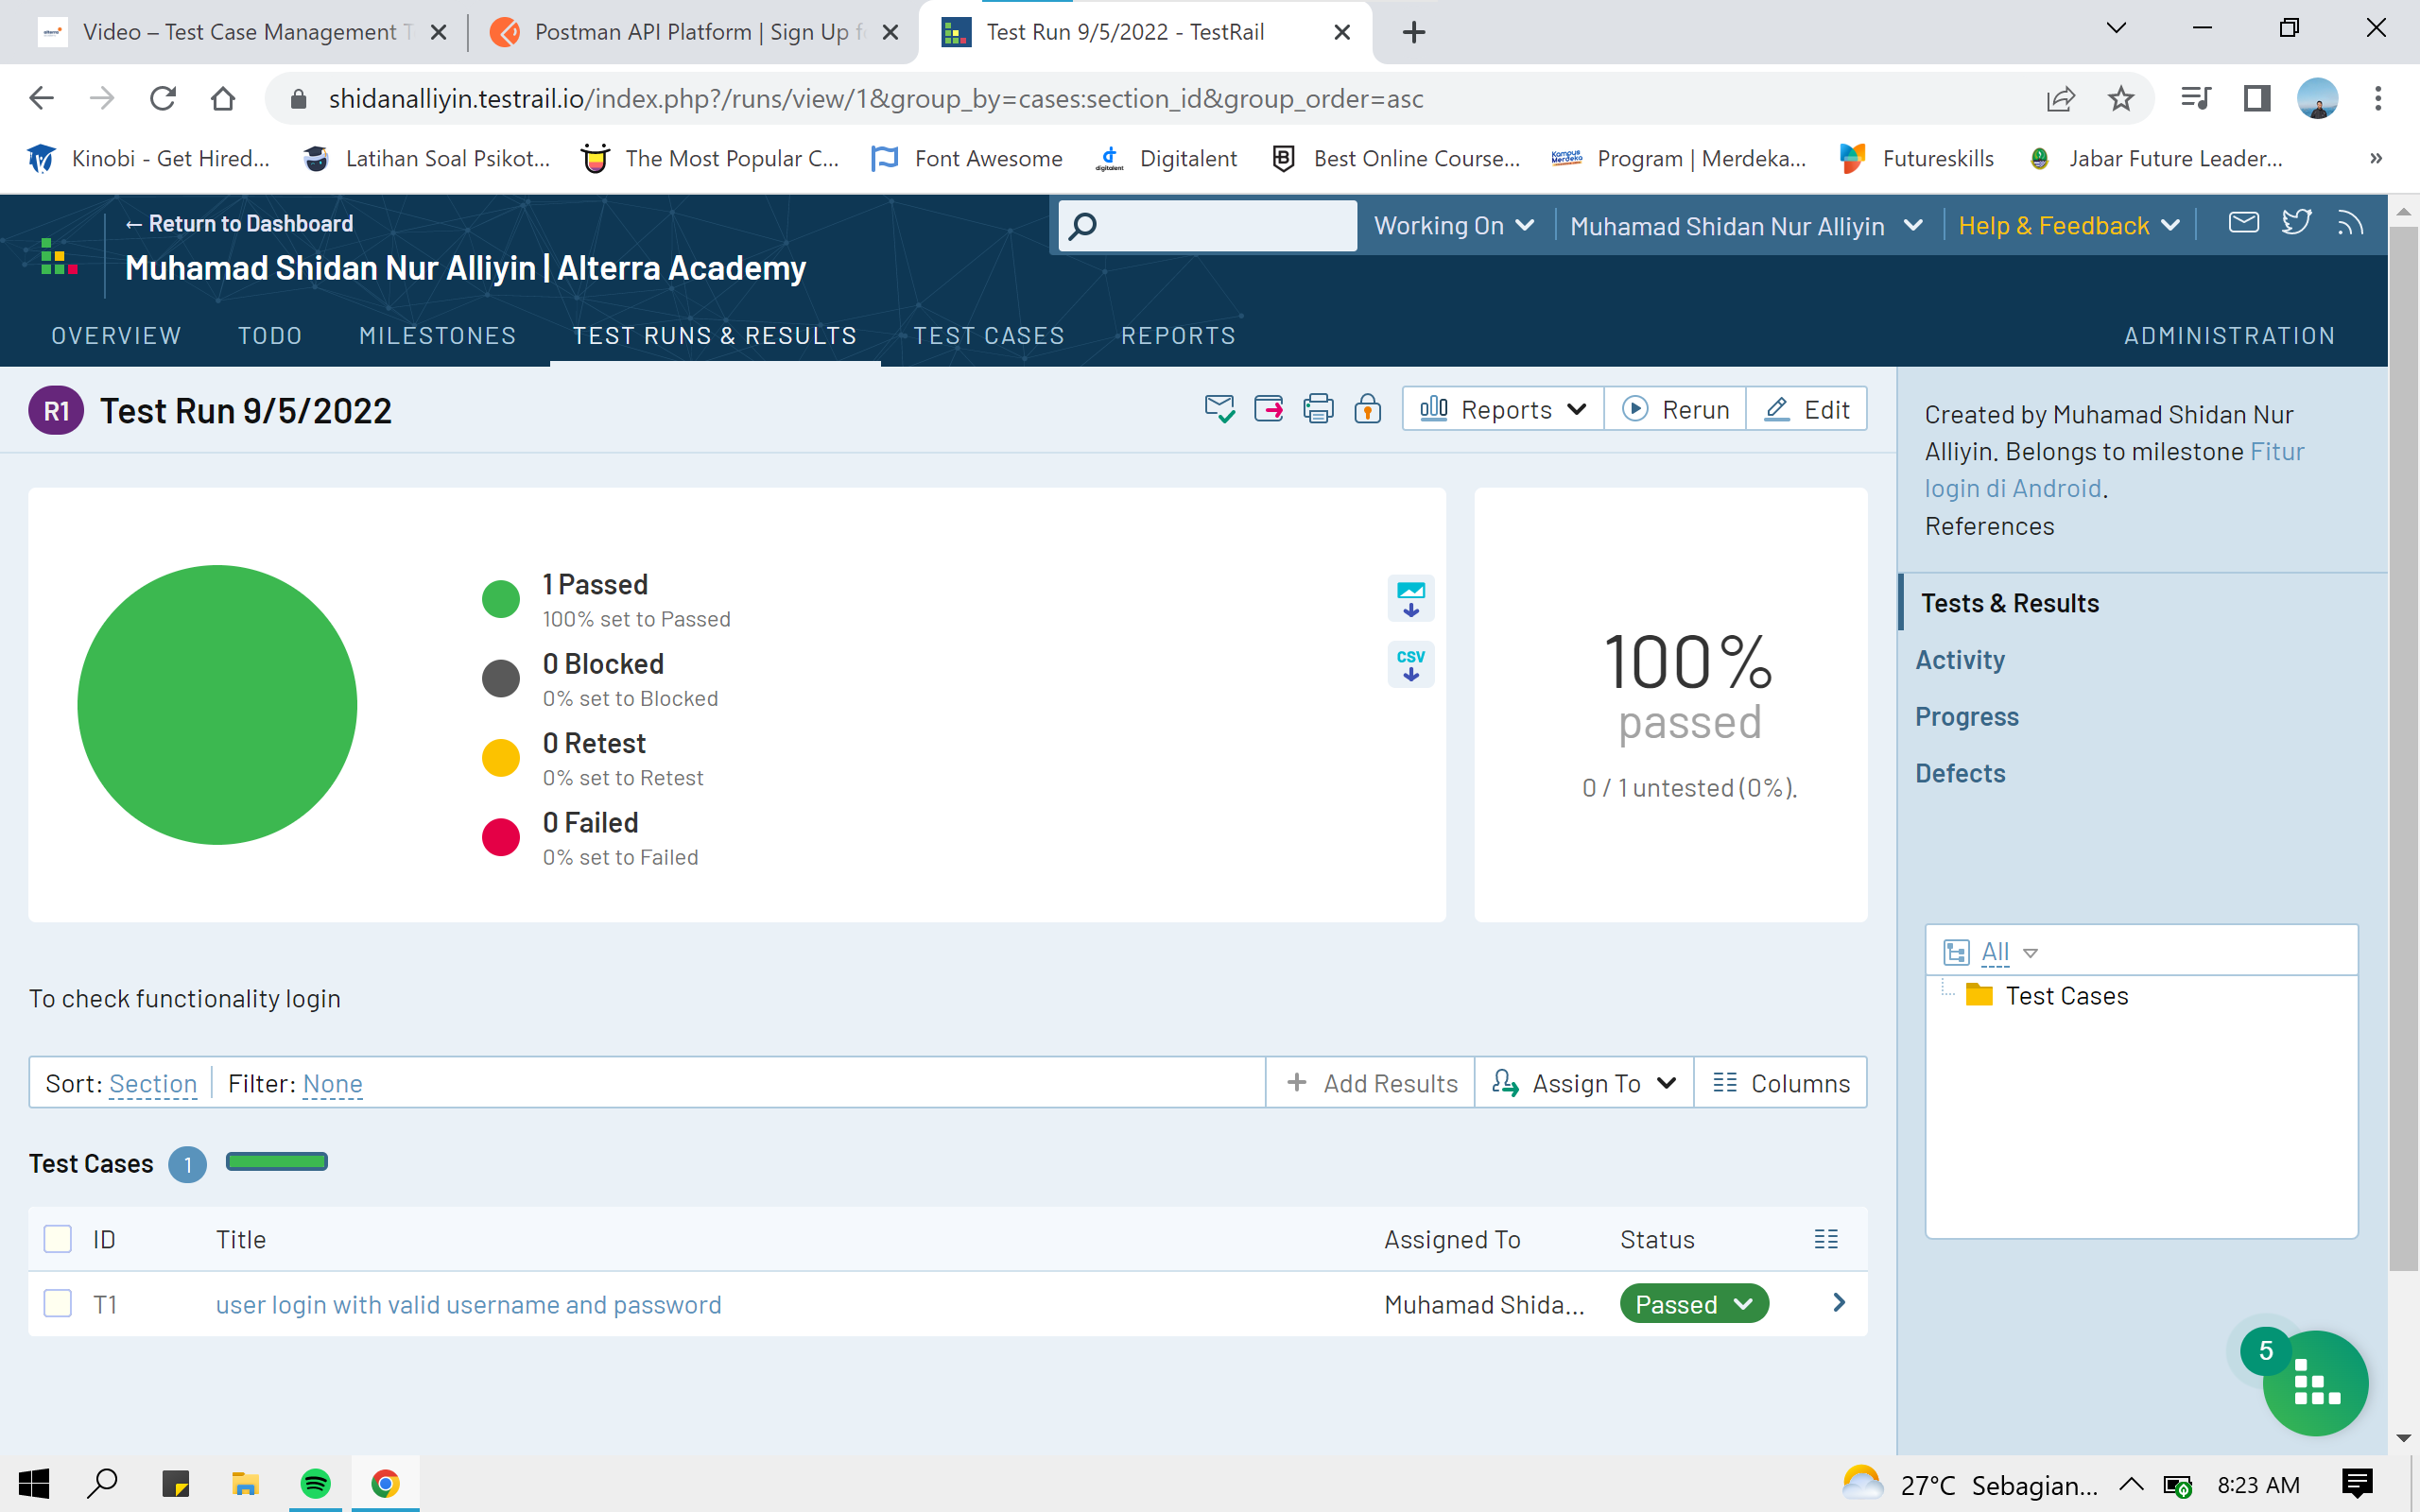 Video – Test Case Management T
Postman API Platform | Sign Up f
Test Run 9/5/2022 - TestRail
shidanalliyin.testrail.io/index.php?/runs/view/1&group_by=cases:section_id&group_order=asc
Kinobi - Get Hired...
Latihan Soal Psikot...
The Most Popular C...
Font Awesome
Digitalent
Best Online Course...
Program | Merdeka...
Futureskills
Jabar Future Leader...
»
← Return to Dashboard
Working On
Muhamad Shidan Nur Alliyin
Help & Feedback
Muhamad Shidan Nur Alliyin | Alterra Academy
OVERVIEW
TODO
MILESTONES
TEST RUNS & RESULTS
TEST CASES
REPORTS
ADMINISTRATION
R1
Test Run 9/5/2022
Reports
Rerun
Edit
Created by Muhamad Shidan Nur
Alliyin. Belongs to milestone Fitur
login di Android.
References
1 Passed
100% set to Passed
0 Blocked
0% set to Blocked
0 Retest
0% set to Retest
0 Failed
0% set to Failed
CSV
100%
passed
0 / 1 untested (0%).
Tests & Results
Activity
Progress
Defects
All
Test Cases
To check functionality login
Sort: Section
Filter: None
+ Add Results
Assign To
Columns
Test Cases 1
ID
Title
Assigned To
Status
T1
user login with valid username and password
Muhamad Shida...
Passed
5
27°C Sebagian...
8:23 AM